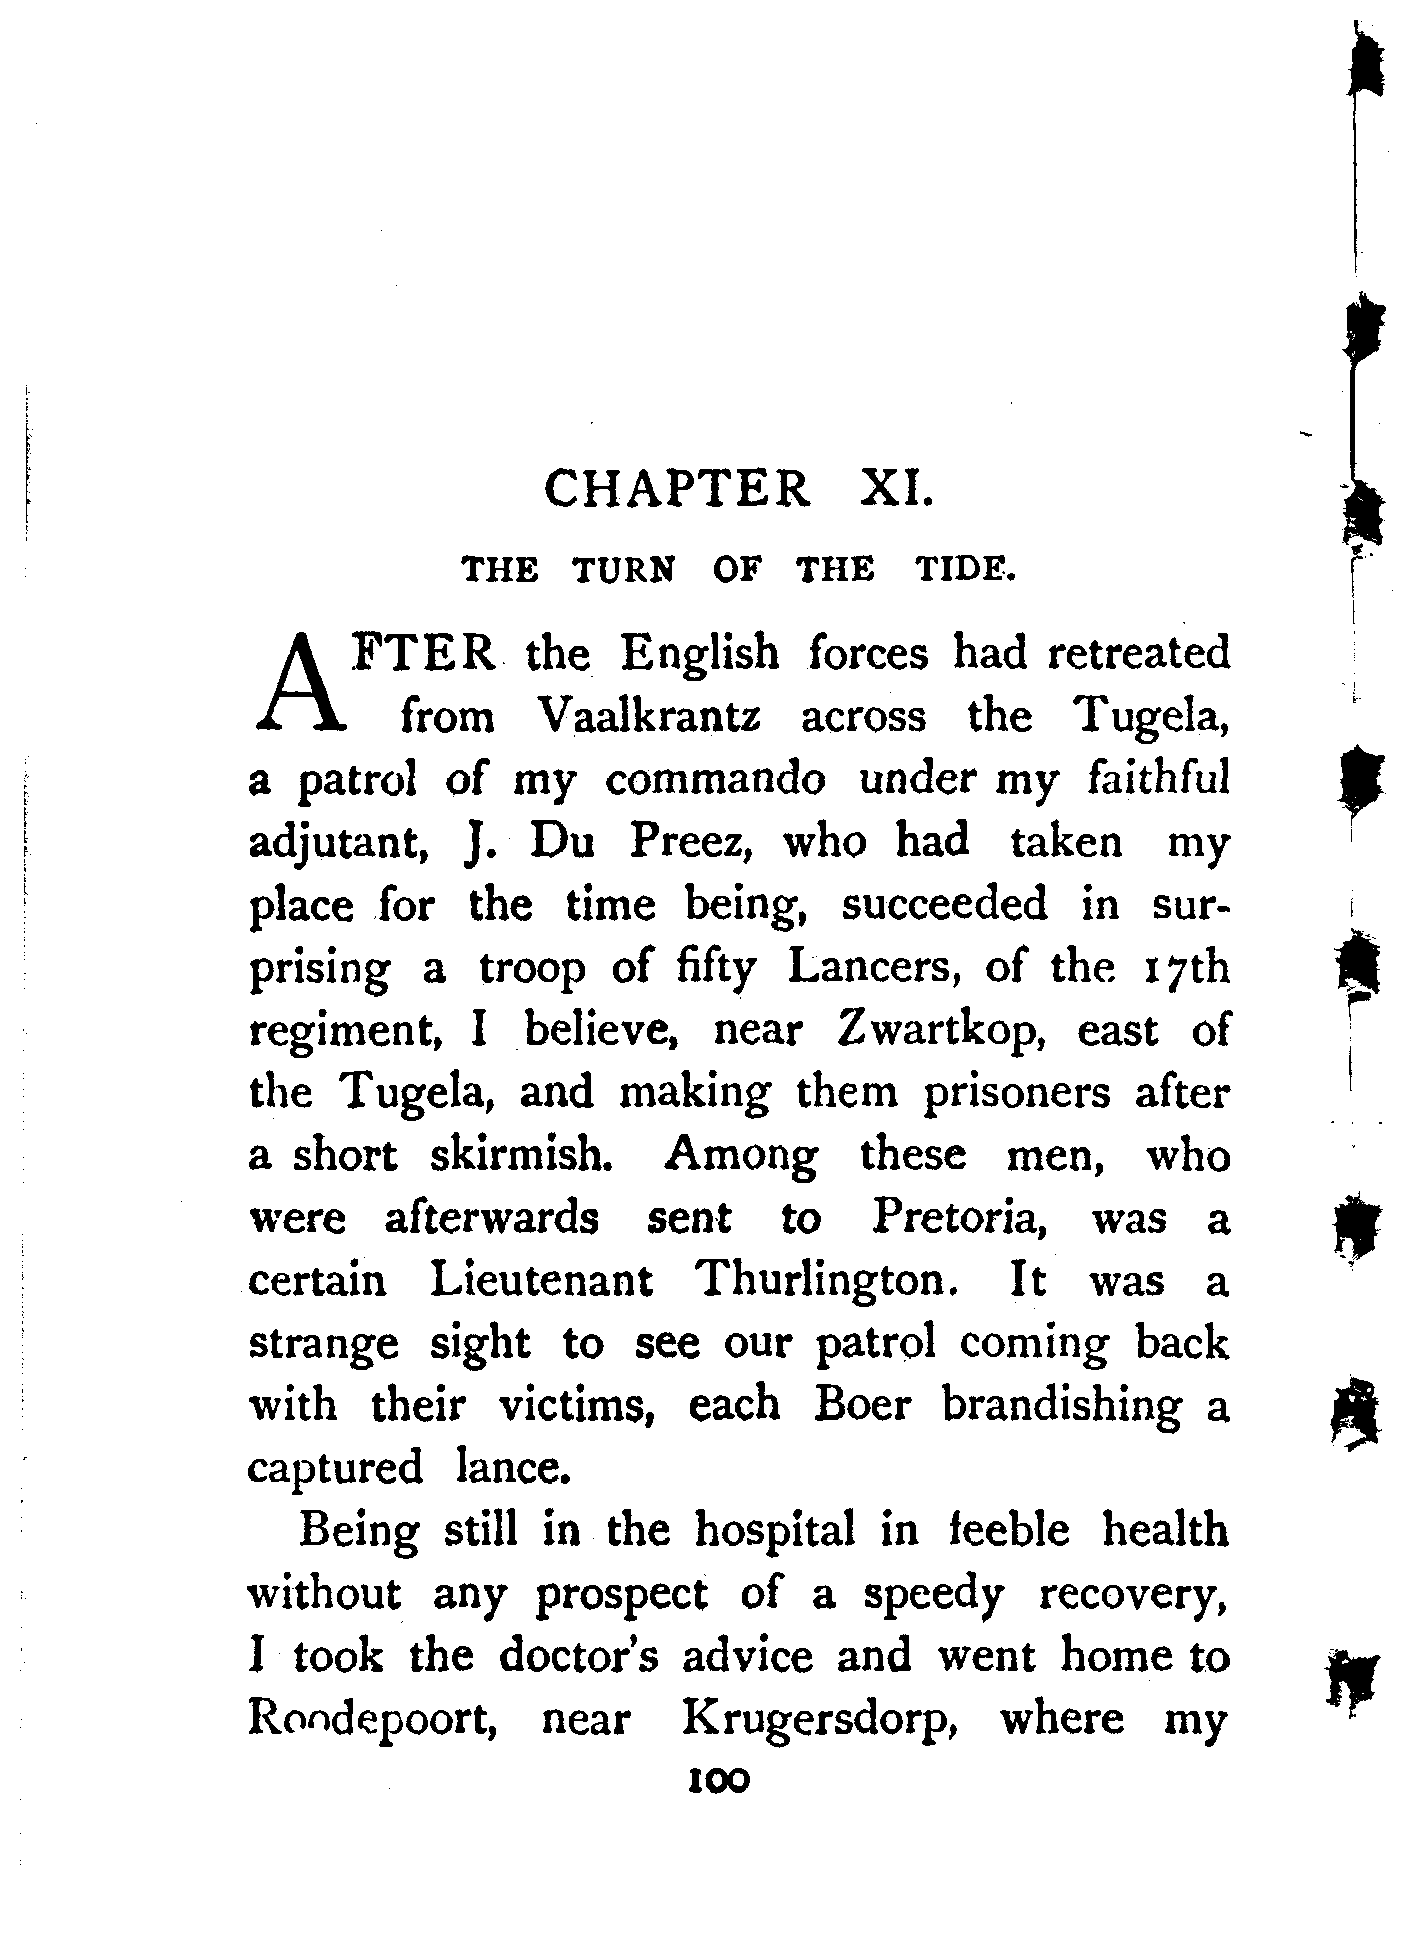 CHAPTER XI.
THE TURN OF THE TIDE.
AFTER the English forces had retreated
from Vaalkrantz across the Tugela,
a patrol of my commando under my faithful
adjutant, J. Du Preez, who had taken my
place for the time being, succeeded in sur-
prising a troop of fifty Lancers, of the 17th
regiment, I believe, near Zwartkop, east of
the Tugela, and making them prisoners after
a short skirmish. Among these men, who
were afterwards sent to Pretoria, was a
certain Lieutenant Thurlington. It was a
strange sight to see our patrol coming back
with their victims, each Boer brandishing a
captured lance.
Being still in the hospital in feeble health
without any prospect of a speedy recovery,
I took the doctor's advice and went home to
Roodepoort, near Krugersdorp, where my
100